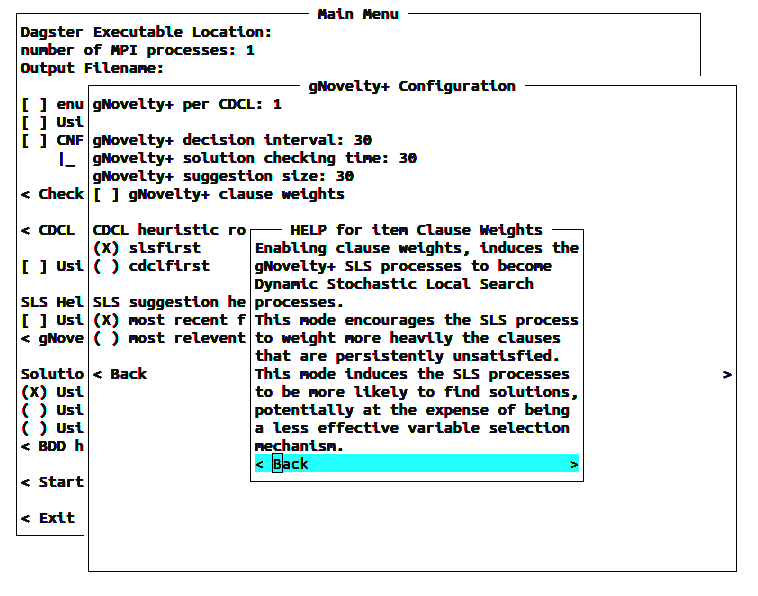 Main Menu
Dagster Executable Location:
number of MPI processes: 1
Output Filename:
gNovelty+ Configuration
[ ] enu gNovelty+ per CDCL: 1
[ ] Usi
[ ] CNF gNovelty+ decision interval: 30
|_ gNovelty+ solution checking time: 30
gNovelty+ suggestion size: 30
< Check [ ] gNovelty+ clause weights
< CDCL CDCL heuristic ro HELP for item Clause Weights
(X) slsfirst Enabling clause weights, induces the
[ ] Usi ( ) cdclfirst gNovelty+ SLS processes to become
Dynamic Stochastic Local Search
SLS Hel SLS suggestion he processes.
[ ] Usi (X) most recent f This mode encourages the SLS process
< gNove ( ) most relevent to weight more heavily the clauses
that are persistently unsatisfied.
Solutio < Back This mode induces the SLS processes >
(X) Usi to be more likely to find solutions,
( ) Usi potentially at the expense of being
( ) Usi a less effective variable selection
< BDD h mechanism.
< Back >
< Start
< Exit